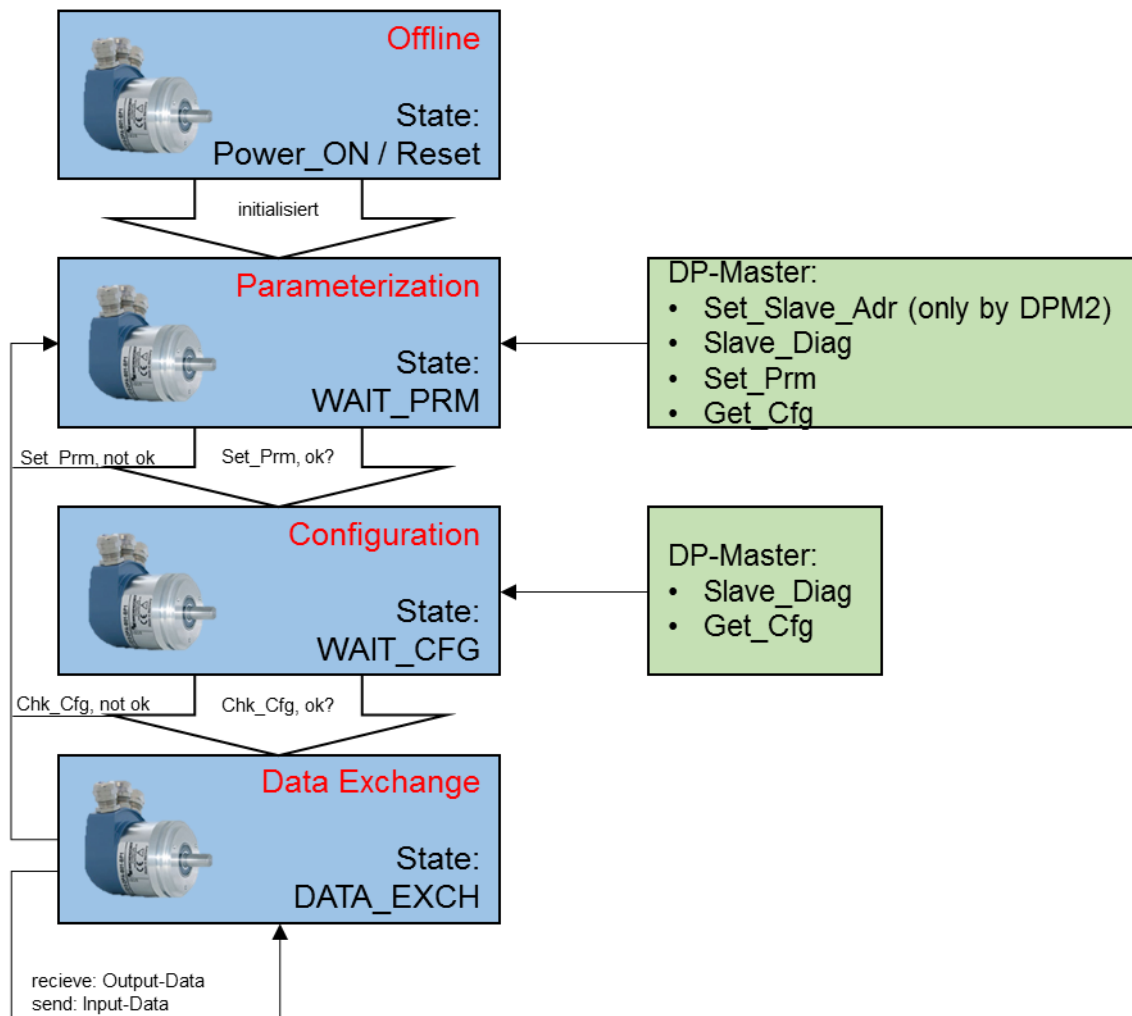 Offline
State:
Power_ON / Reset
initialisiert
Parameterization
State:
WAIT_PRM
DP-Master:
• Set_Slave_Adr (only by DPM2)
• Slave_Diag
• Set_Prm
• Get_Cfg
Set_Prm, not ok
Set_Prm, ok?
Configuration
State:
WAIT_CFG
DP-Master:
• Slave_Diag
• Get_Cfg
Chk_Cfg, not ok
Chk_Cfg, ok?
Data Exchange
State:
DATA_EXCH
recieve: Output-Data
send: Input-Data